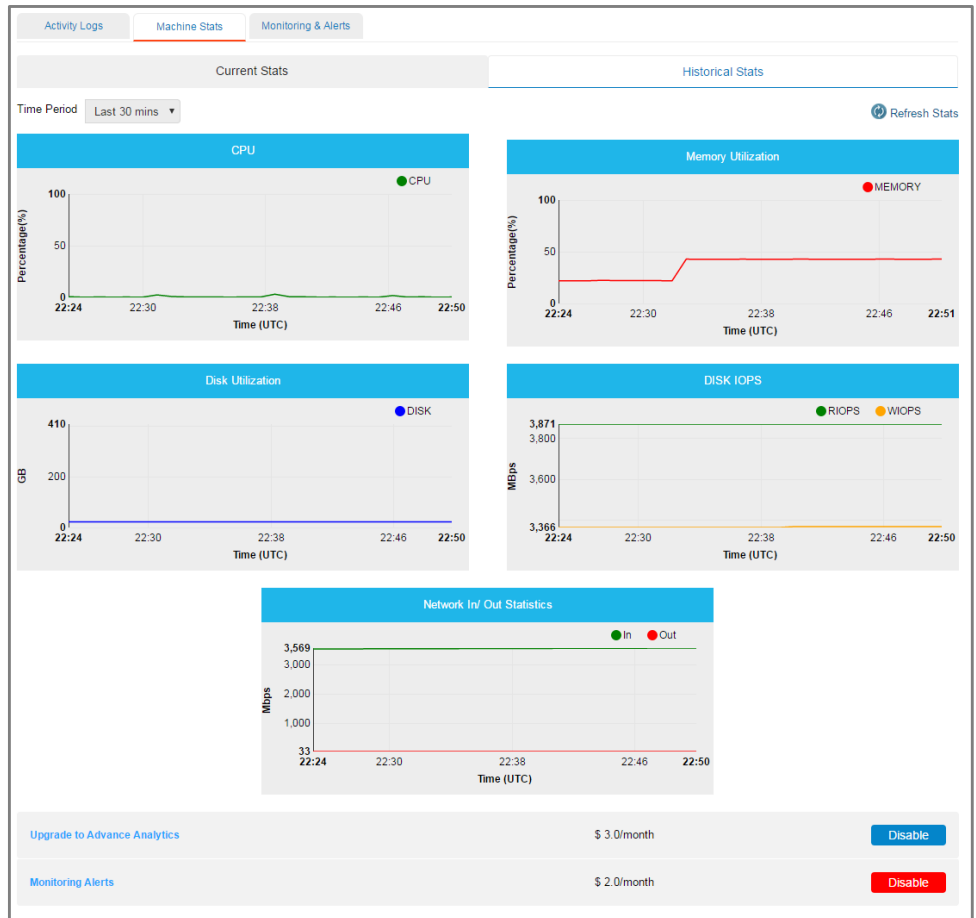 Activity Logs Machine Stats Monitoring & Alerts
Current Stats Historical Stats
Time Period Last 30 mins Refresh Stats
CPU
CPU
100
50
0
Percentage(%)
22:24 22:30 22:38 22:46 22:50
Time (UTC)
Memory Utilization
MEMORY
100
50
0
Percentage(%)
22:24 22:30 22:38 22:46 22:51
Time (UTC)
Disk Utilization
DISK
410
200
0
GB
22:24 22:30 22:38 22:46 22:50
Time (UTC)
DISK IOPS
RIOPS WIOPS
3,871
3,800
3,600
3,366
MBps
22:24 22:30 22:38 22:46 22:50
Time (UTC)
Network In/ Out Statistics
In Out
3,569
3,000
2,000
1,000
33
Mbps
22:24 22:30 22:38 22:46 22:50
Time (UTC)
Upgrade to Advance Analytics $ 3.0/month Disable
Monitoring Alerts $ 2.0/month Disable